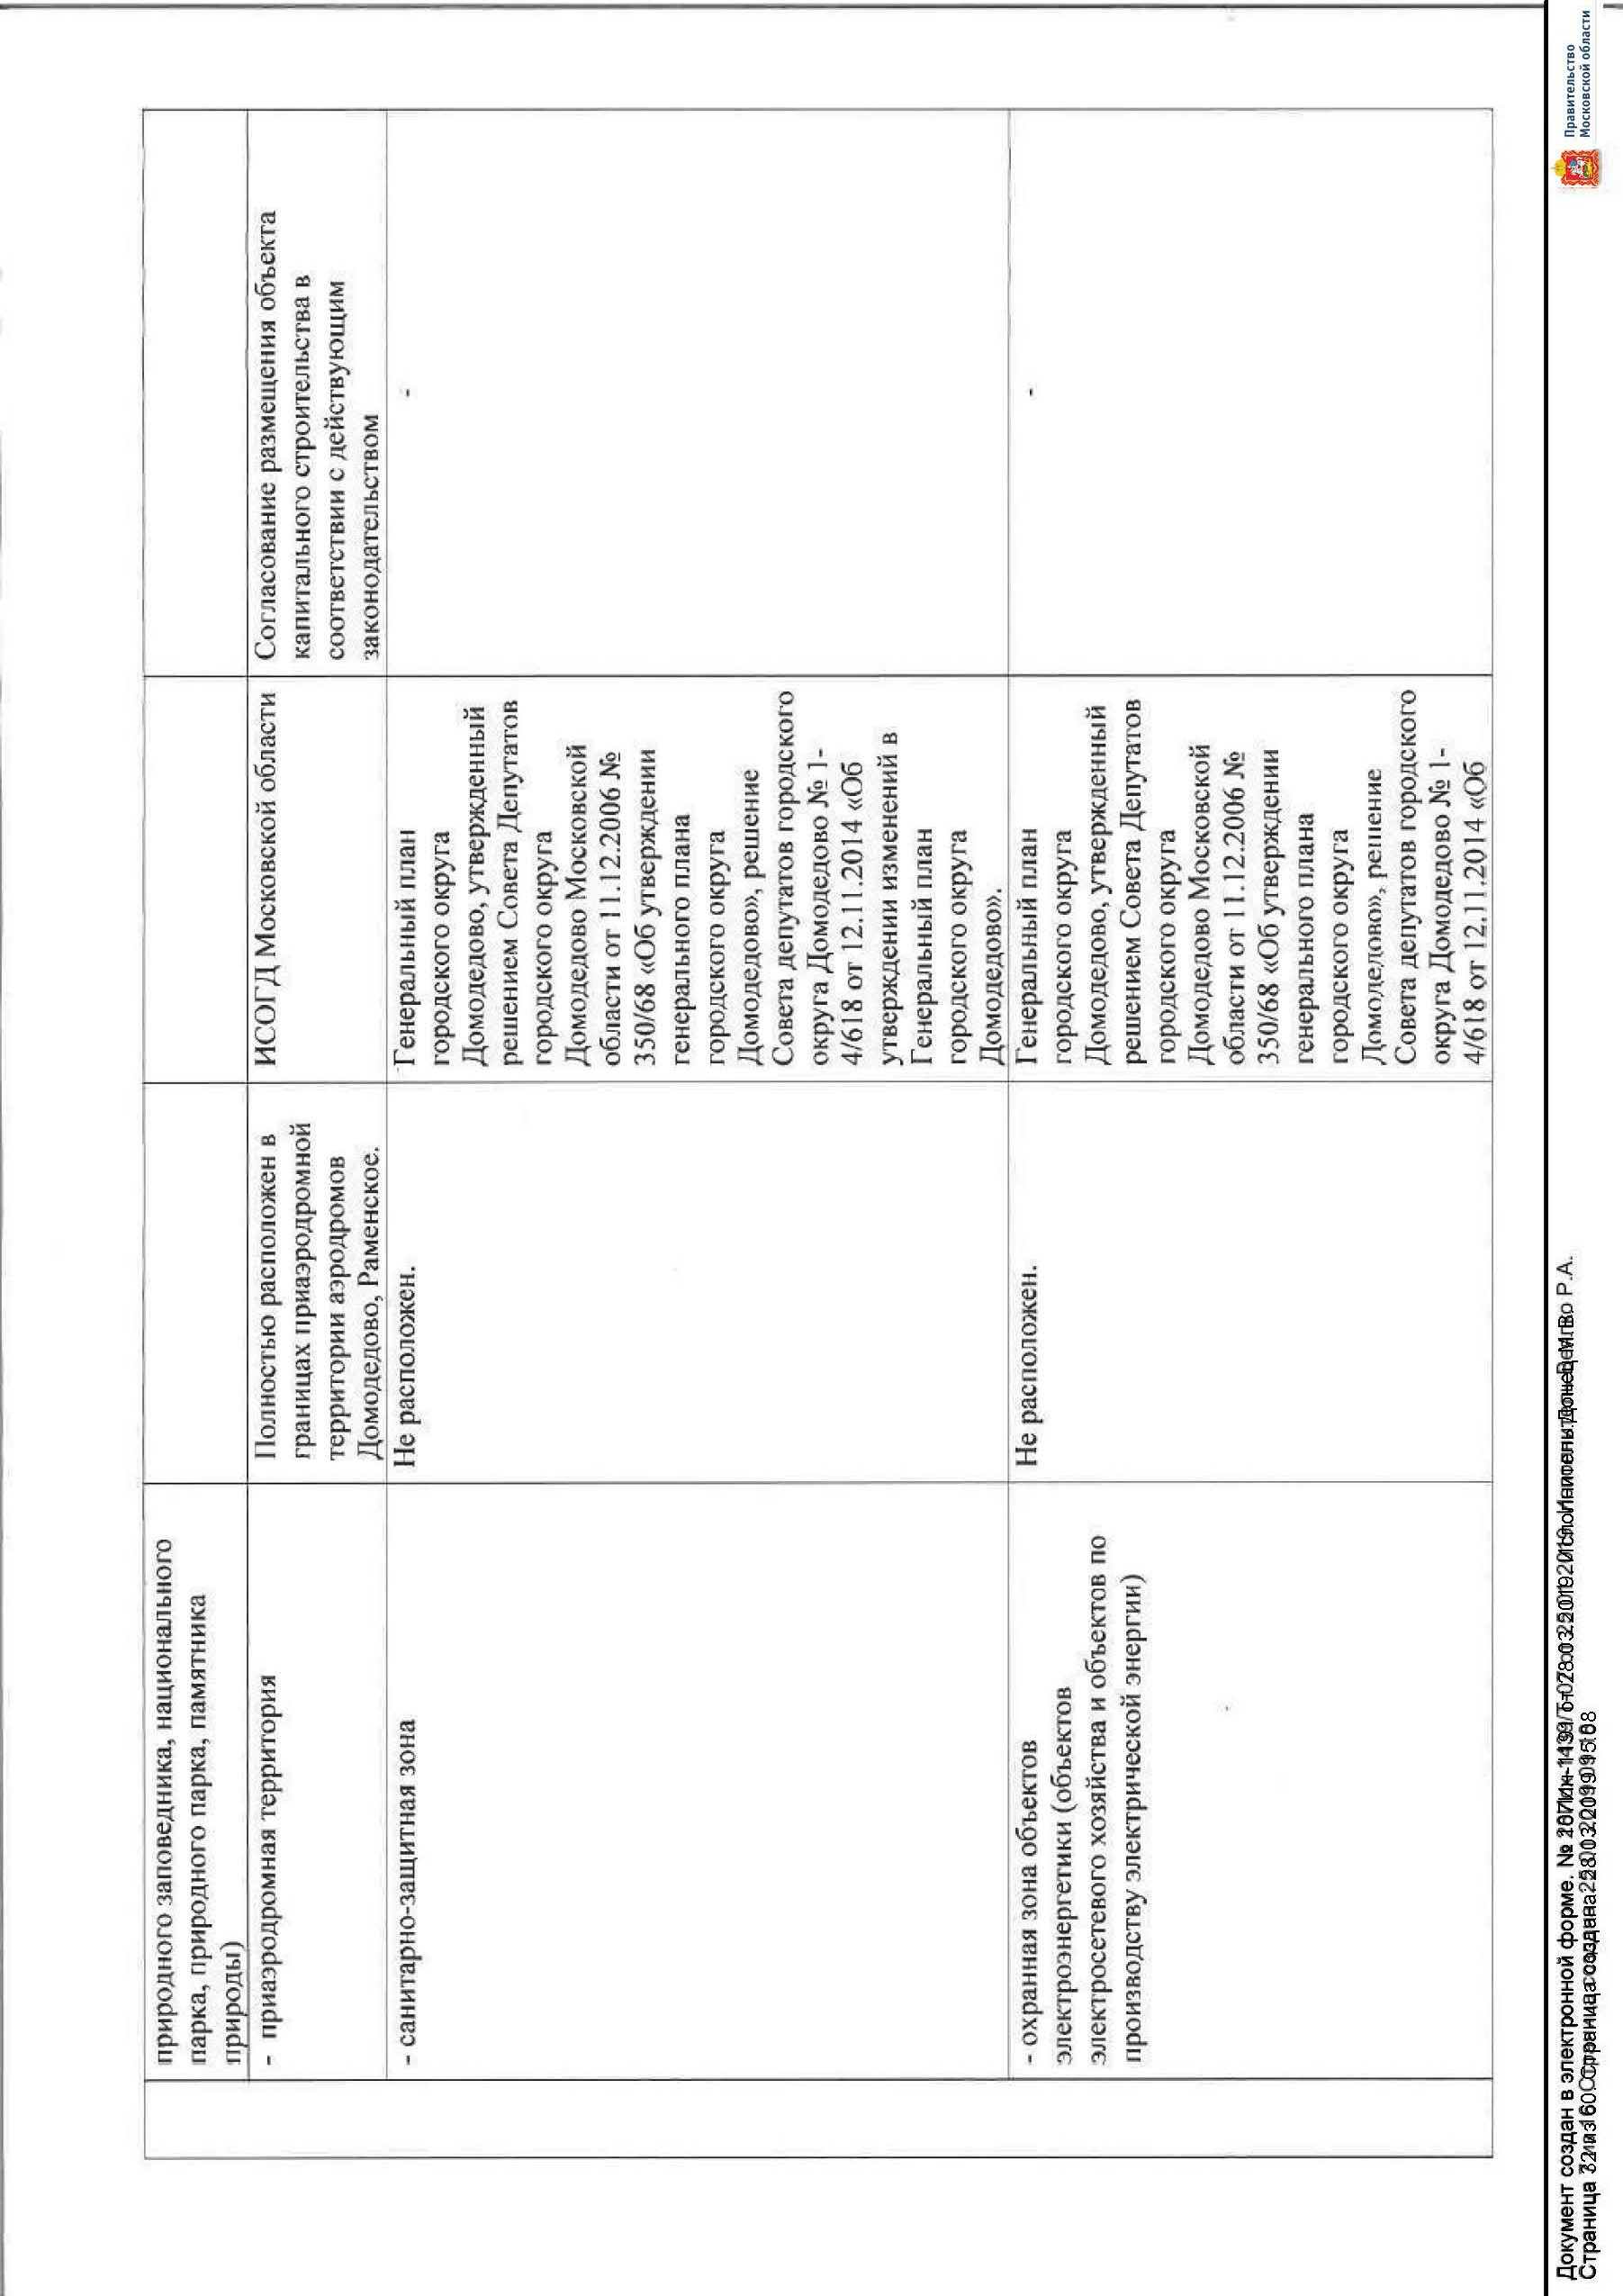 природного заповедника, национального
парка, природного парка, памятника
природы)
- приаэродромная территория
Полностью расположен в
границах приаэродромной
территории аэродромов
Домодедово, Раменское.
ИСОГД Московской области
Согласование размещения объекта
капитального строительства в
соответствии с действующим
законодательством
- санитарно-защитная зона
Не расположен.
Генеральный план
городского округа
Домодедово, утвержденный
решением Совета Депутатов
городского округа
Домодедово Московской
области от 11.12.2006 №
350/68 «Об утверждении
генерального плана
городского округа
Домодедово», решение
Совета депутатов городского
округа Домодедово № 1-
4/618 от 12.11.2014 «Об
утверждении изменений в
Генеральный план
городского округа
Домодедово».
-
- охранная зона объектов
электроэнергетики (объектов
электросетевого хозяйства и объектов по
производству электрической энергии)
Не расположен.
Генеральный план
городского округа
Домодедово, утвержденный
решением Совета Депутатов
городского округа
Домодедово Московской
области от 11.12.2006 №
350/68 «Об утверждении
генерального плана
городского округа
Домодедово», решение
Совета депутатов городского
округа Домодедово № 1-
4/618 от 12.11.2014 «Об
-
Документ создан в электронной форме. №
Страница
Правительство
Московской области